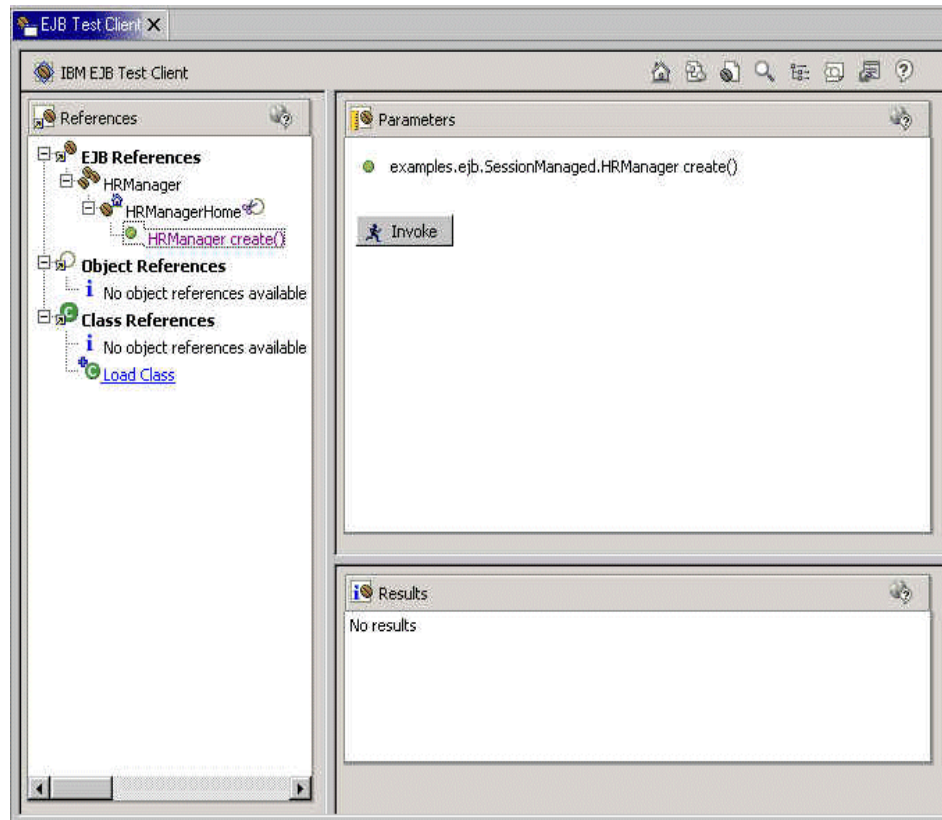 EJB Test Client X
IBM EJB Test Client
References
EJB References
HRManager
HRManagerHome
HRManager create()
Object References
i No object references available
Class References
i No object references available
Load Class
Parameters
examples.ejb.SessionManaged.HRManager create()
Invoke
Results
No results